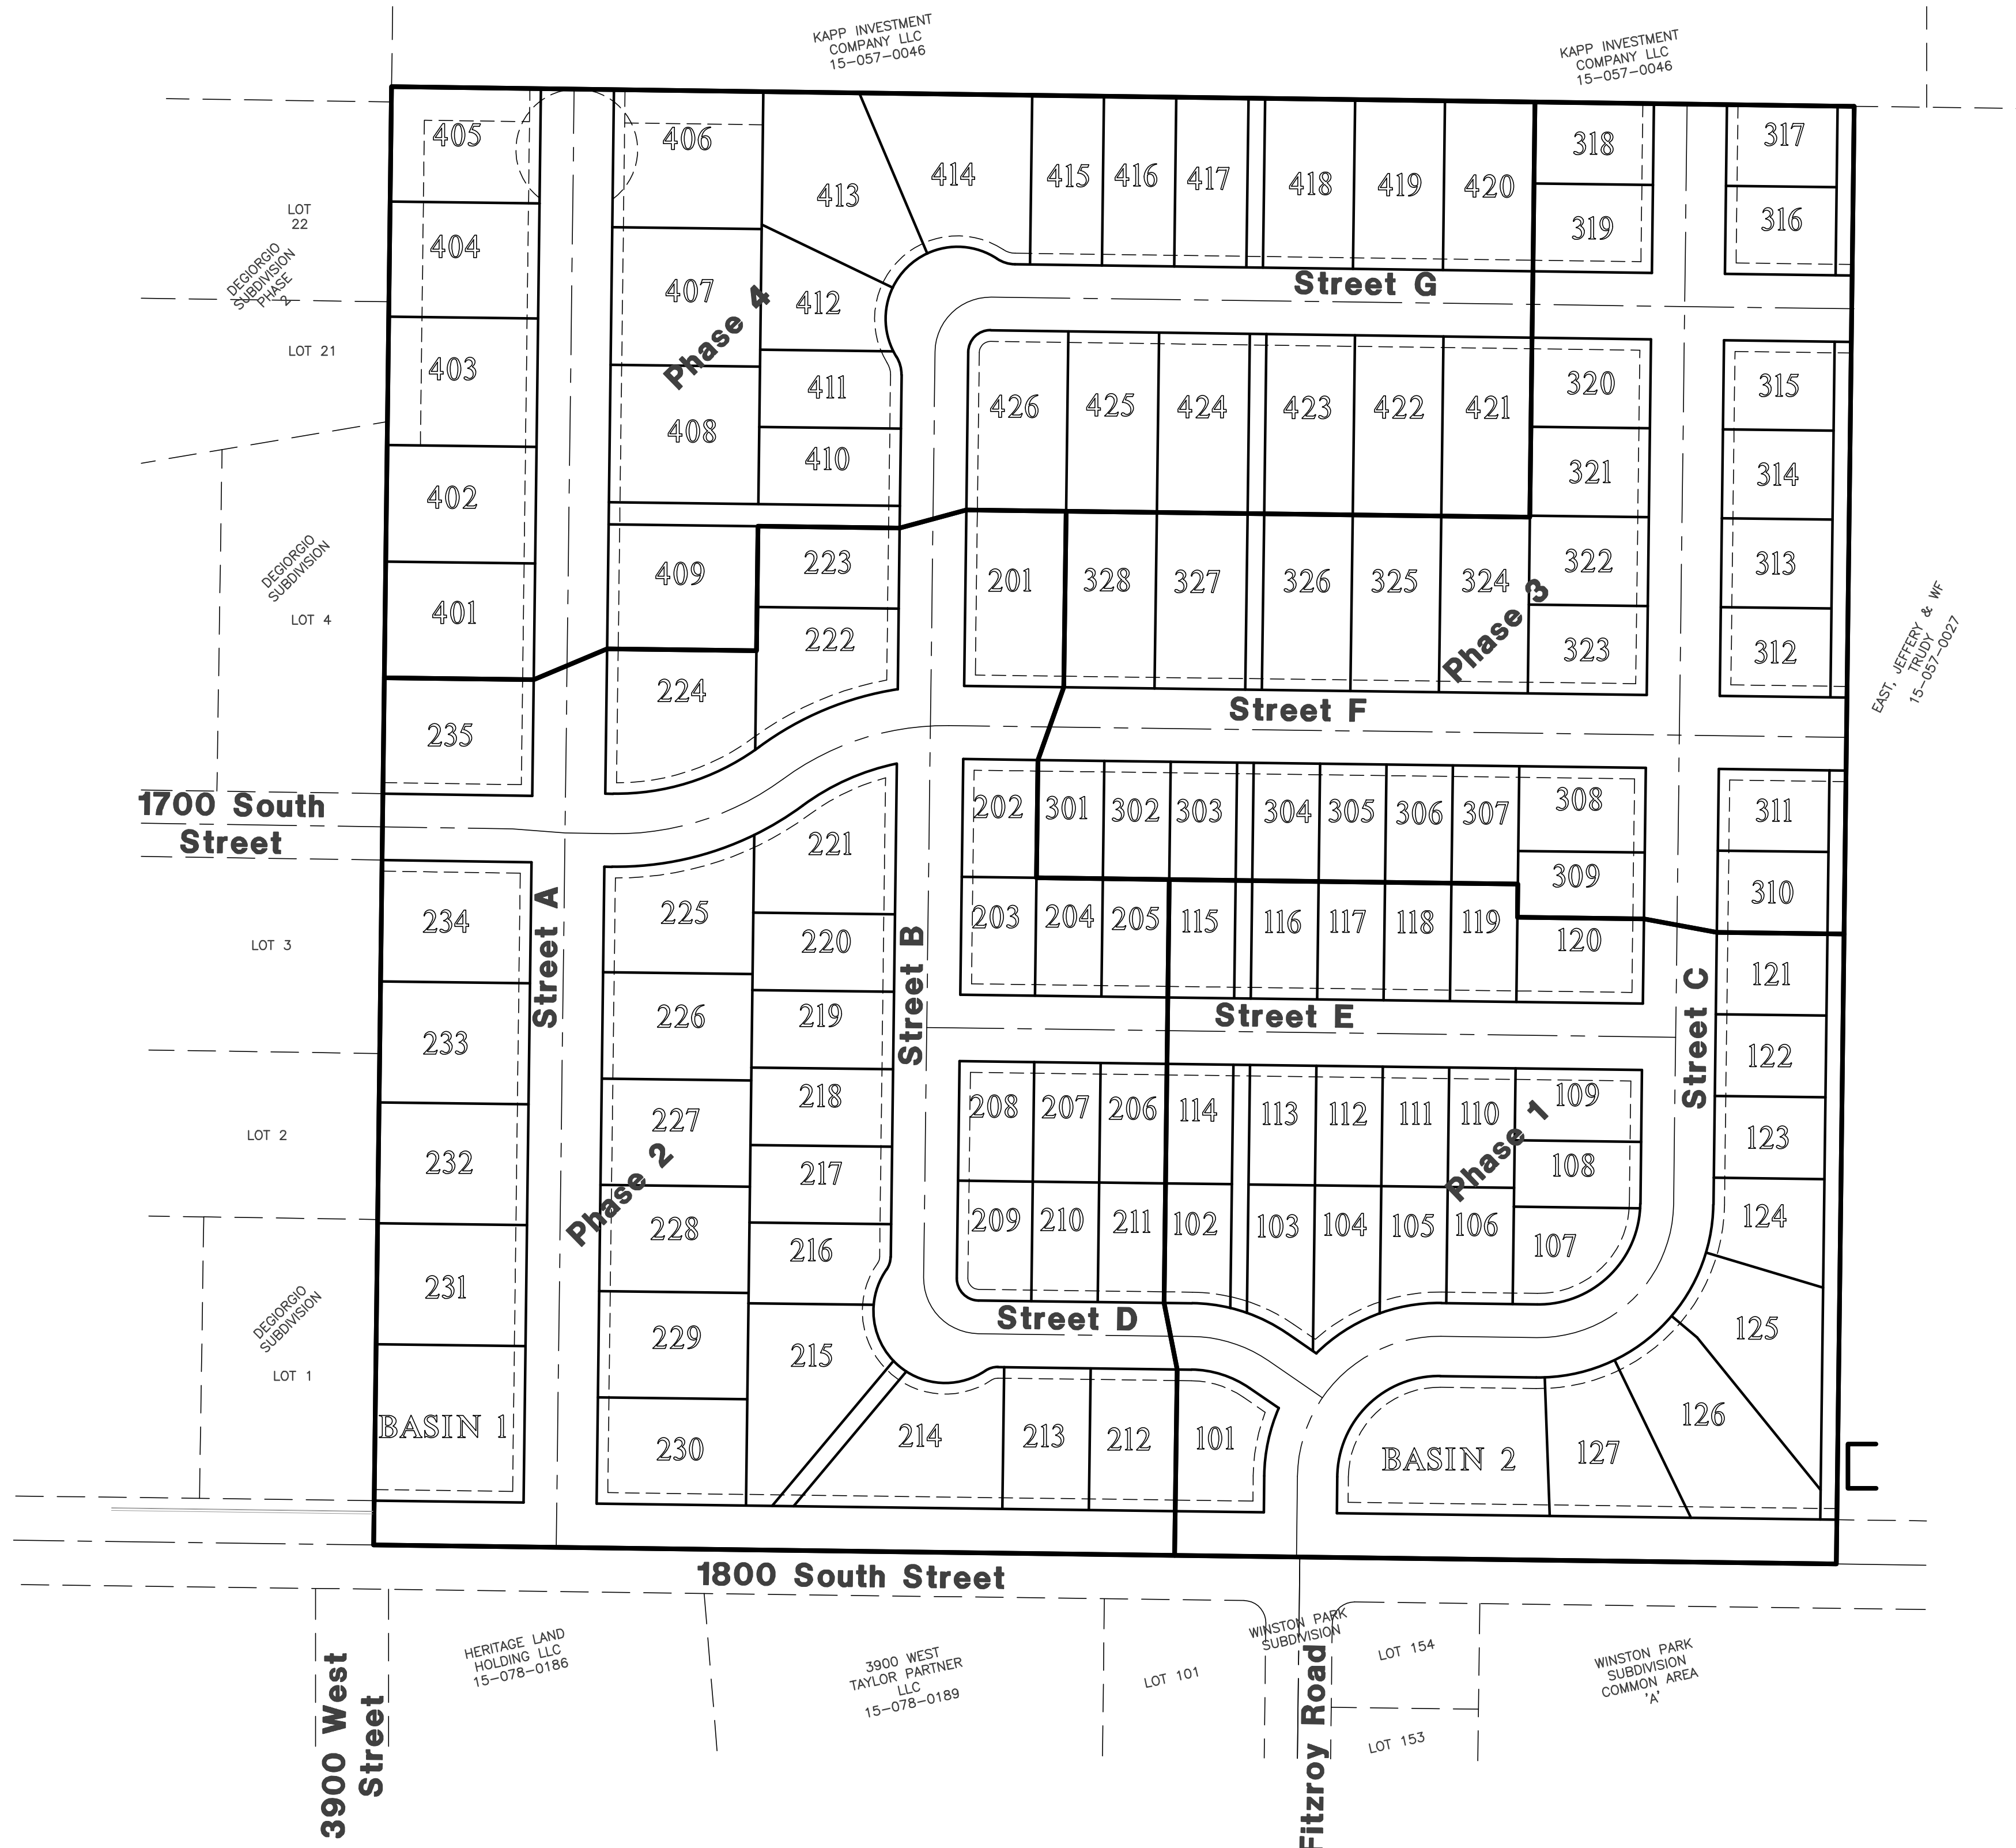 KAPP INVESTMENT
COMPANY LLC
15-057-0046
KAPP INVESTMENT
COMPANY LLC
15-057-0046
405
406
413
414
415
416
417
418
419
420
318
317
319
316
404
407
412
Street G
LOT
22
DEGIORGIO
SUBDIVISION
PHASE
2
LOT 21
403
Phase 4
411
408
410
426
425
424
423
422
421
320
315
321
314
402
DEGIORGIO
SUBDIVISION
LOT 4
401
409
223
222
201
328
327
326
325
324
322
313
323
312
Phase 3
EAST, JEFFERY & WF
TRUDY
15-057-0027
235
224
Street F
1700 South
Street
221
202
301
302
303
304
305
306
307
308
311
309
310
234
225
220
203
204
205
115
116
117
118
119
120
121
LOT 3
Street A
Street B
Street C
233
226
219
Street E
122
LOT 2
232
227
218
208
207
206
114
113
112
111
110
109
123
Phase 2
217
Phase 1
108
228
216
209
210
211
102
103
104
105
106
107
124
DEGIORGIO
SUBDIVISION
LOT 1
231
229
215
Street D
125
BASIN 1
230
214
213
212
101
BASIN 2
127
126
1800 South Street
3900 West
Street
HERITAGE LAND
HOLDING LLC
15-078-0186
3900 WEST
TAYLOR PARTNER
LLC
15-078-0189
LOT 101
WINSTON PARK
SUBDIVISION
Fitzroy Road
LOT 154
LOT 153
WINSTON PARK
SUBDIVISION
COMMON AREA
'A'